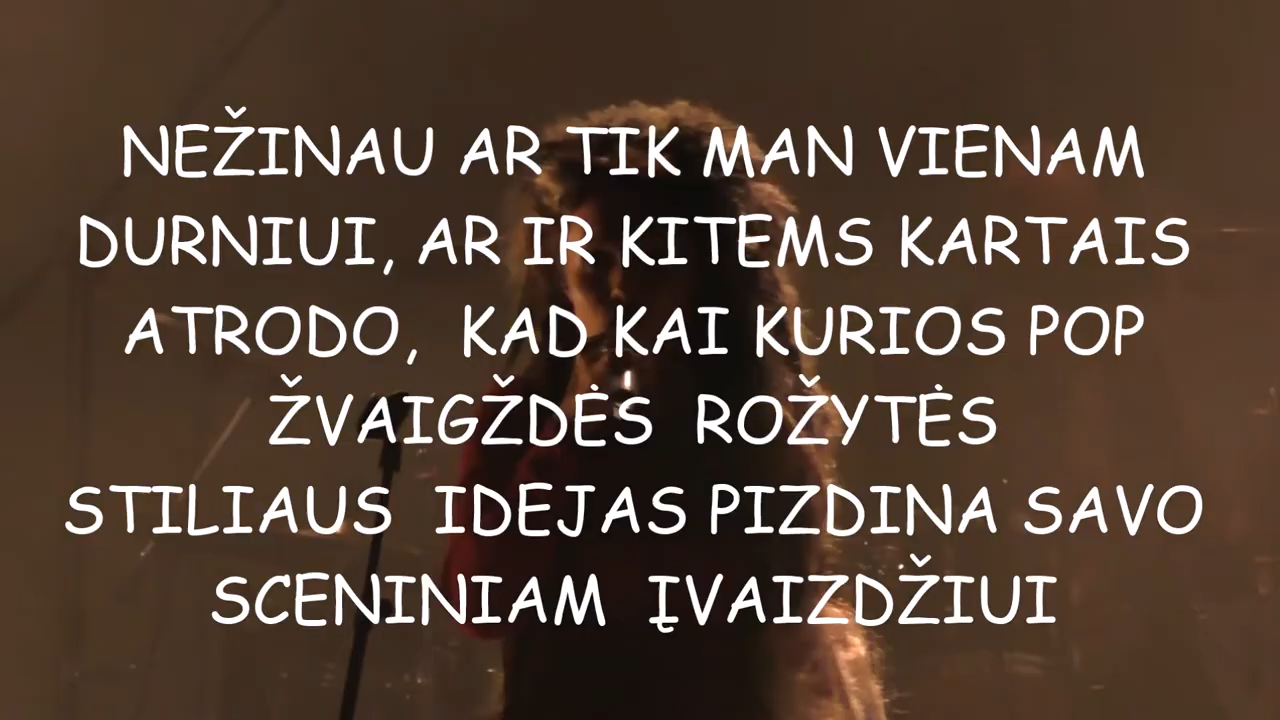 NEŽINAU AR TIK MAN VIENAM
DURNIUI, AR IR KITEMS KARTAIS
ATRODO, KAD KAI KURIOS POP
ŽVAIGŽDĖS ROŽYTĖS
STILIAUS IDEJAS PIZDINA SAVO
SCENINIAM ĮVAIZDŽIUI